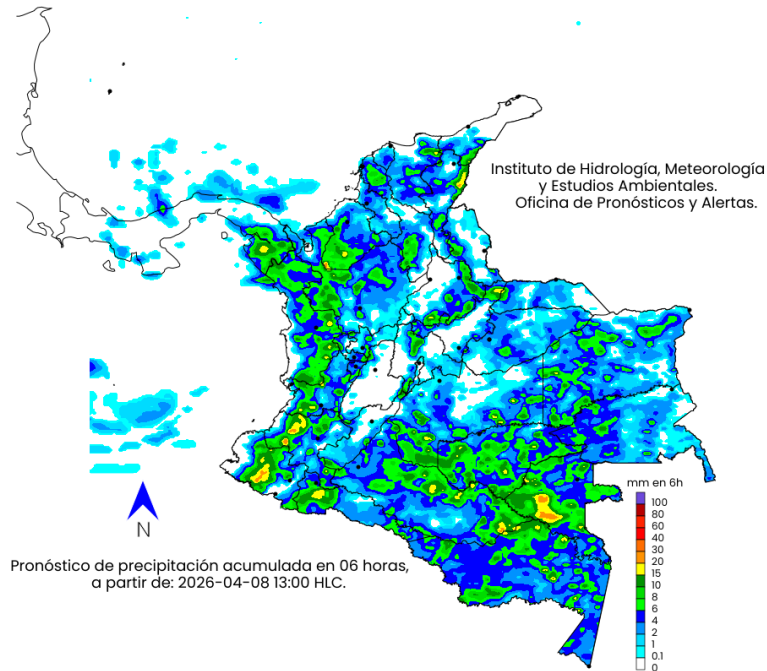 Instituto de Hidrología, Meteorología
y Estudios Ambientales.
Oficina de Pronósticos y Alertas.
mm en 6h
100
80
60
40
30
20
15
10
8
6
4
2
1
0.1
0
N
Pronóstico de precipitación acumulada en 06 horas,
a partir de: 2026-04-08 13:00 HLC.